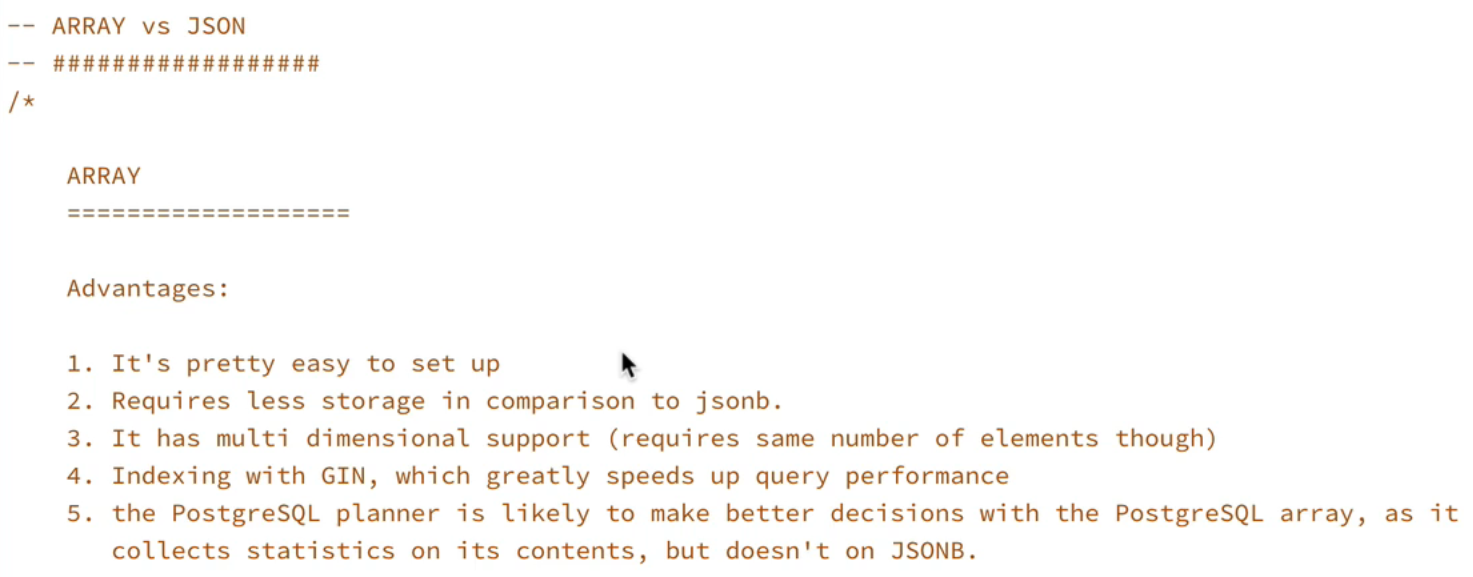 -- ARRAY vs JSON
-- ##################
/*
ARRAY
===================
Advantages:
1. It's pretty easy to set up
2. Requires less storage in comparison to jsonb.
3. It has multi dimensional support (requires same number of elements though)
4. Indexing with GIN, which greatly speeds up query performance
5. the PostgreSQL planner is likely to make better decisions with the PostgreSQL array, as it
collects statistics on its contents, but doesn't on JSONB.